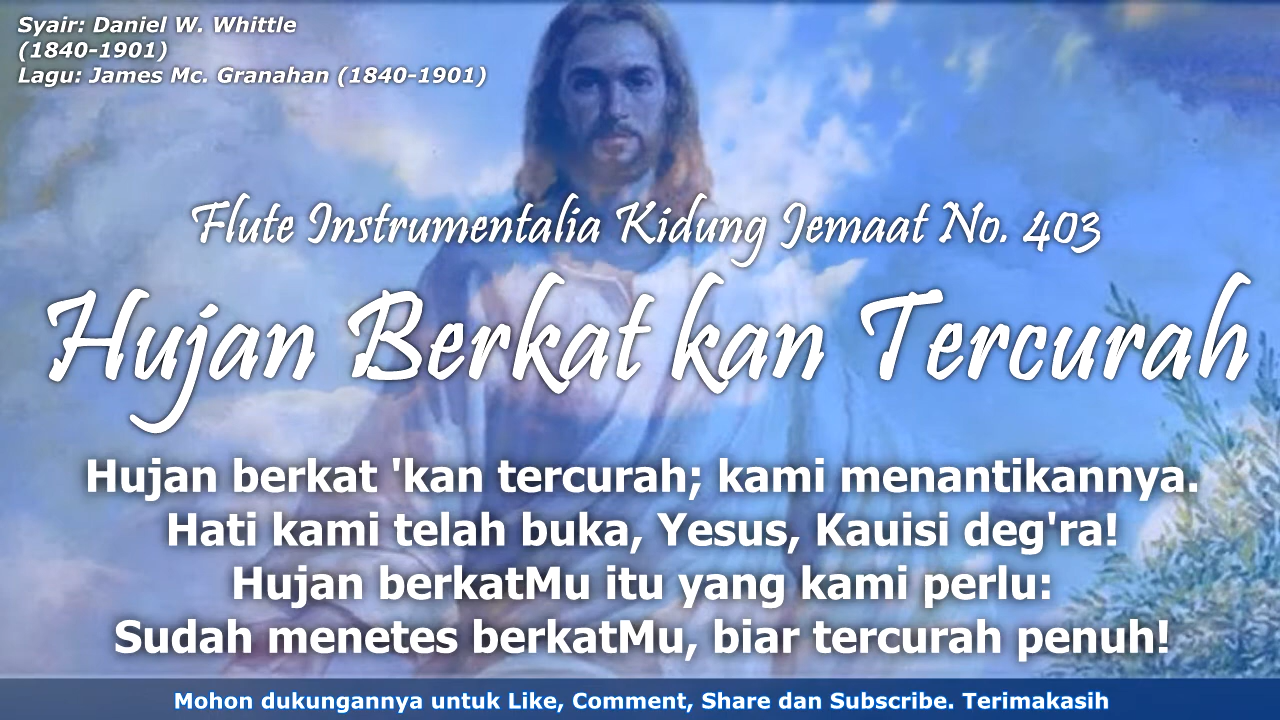 Syair: Daniel W. Whittle
(1840-1901)
Lagu: James Mc. Granahan (1840-1901)
Flute Instrumentalia Kidung Jemaat No. 403
Hujan Berkat kan Tercurah
Hujan berkat 'kan tercurah; kami menantikannya.
Hati kami telah buka, Yesus, Kauisi deg'ra!
Hujan berkatMu itu yang kami perlu:
Sudah menetes berkatMu, biar tercurah penuh!
Mohon dukungannya untuk Like, Comment, Share dan Subscribe. Terimakasih